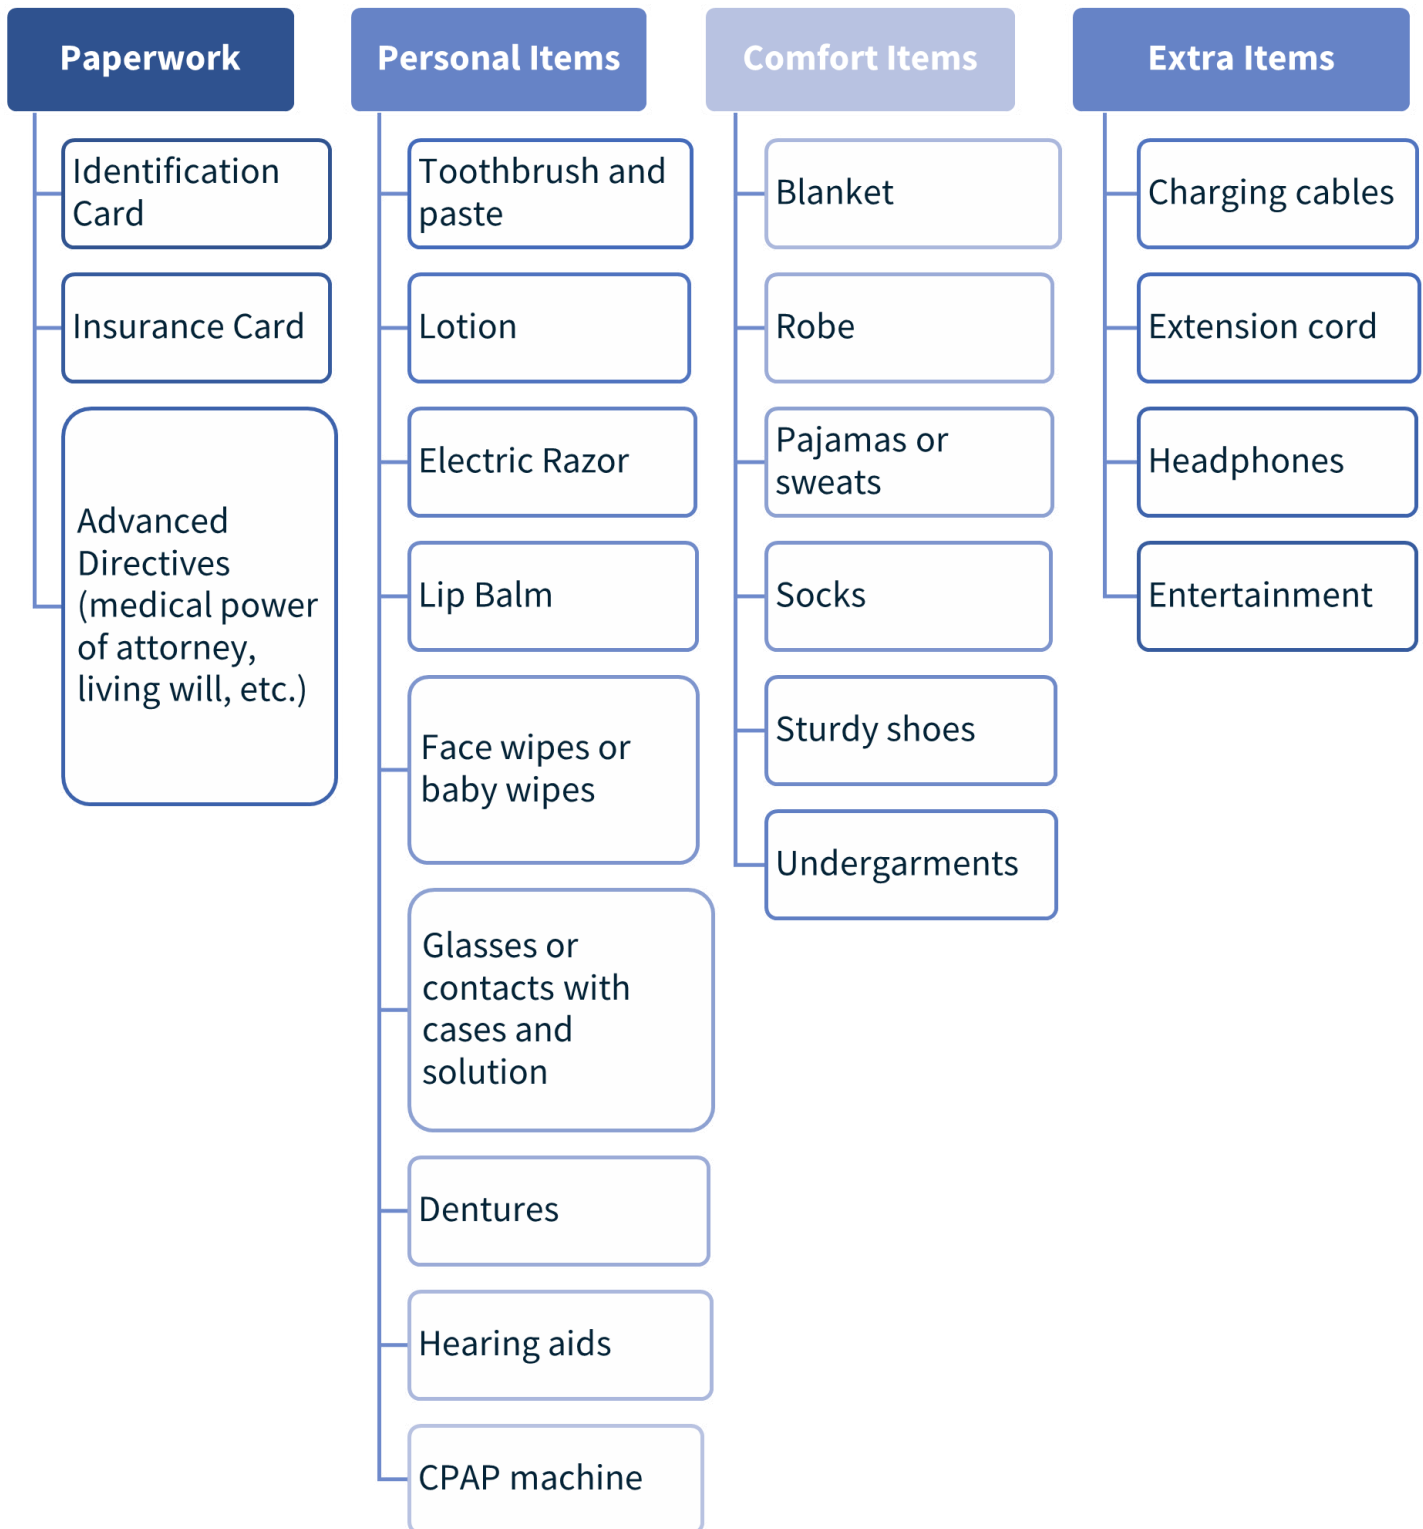 Paperwork
Identification
Card
Insurance Card
Advanced
Directives
(medical power
of attorney,
living will, etc.)
Personal Items
Toothbrush and
paste
Lotion
Electric Razor
Lip Balm
Face wipes or
baby wipes
Glasses or
contacts with
cases and
solution
Dentures
Hearing aids
CPAP machine
Comfort Items
Blanket
Robe
Pajamas or
sweats
Socks
Sturdy shoes
Undergarments
Extra Items
Charging cables
Extension cord
Headphones
Entertainment